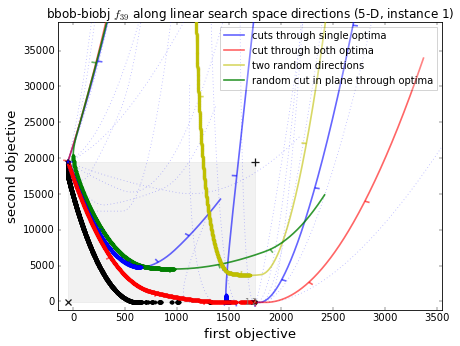 bbob-biobj f39 along linear search space directions (5-D, instance 1)
cuts through single optima
cut through both optima
two random directions
random cut in plane through optima
second objective
35000
30000
25000
20000
15000
10000
5000
0
0 500 1000 1500 2000 2500 3000 3500
first objective